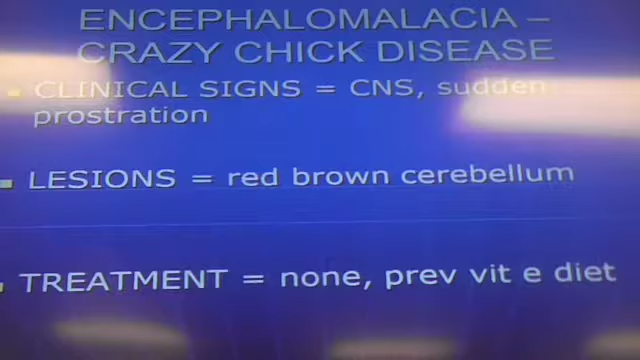 ENCEPHALOMALACIA –
CRAZY CHICK DISEASE
CLINICAL SIGNS = CNS, sudden
prostration
LESIONS = red brown cerebellum
TREATMENT = none, prev vit e diet